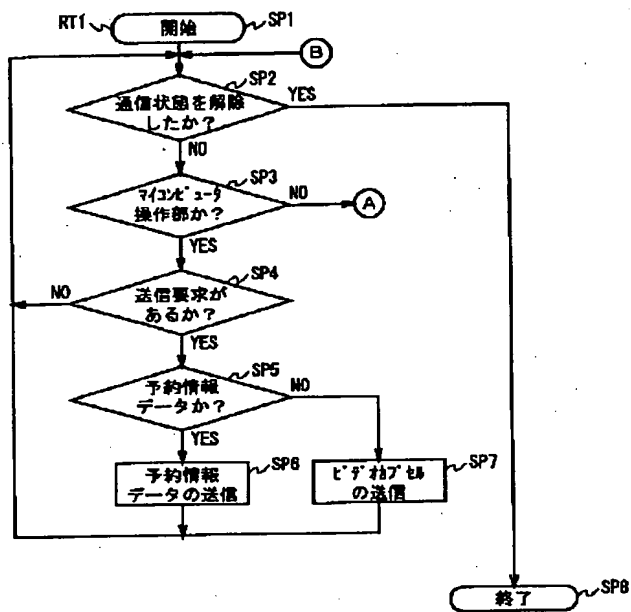 RT1
開始
SP1
B
SP2
通信状態を解除
したか？
YES
NO
SP3
ﾏｲｺﾝﾋﾟｭｰﾀ
操作部か？
NO
A
YES
SP4
NO
送信要求が
あるか？
YES
SP5
予約情報
データか？
NO
YES
SP6
予約情報
データの送信
ﾋﾞﾃﾞｵｶﾌﾟｾﾙ
の送信
SP7
終了
SP8